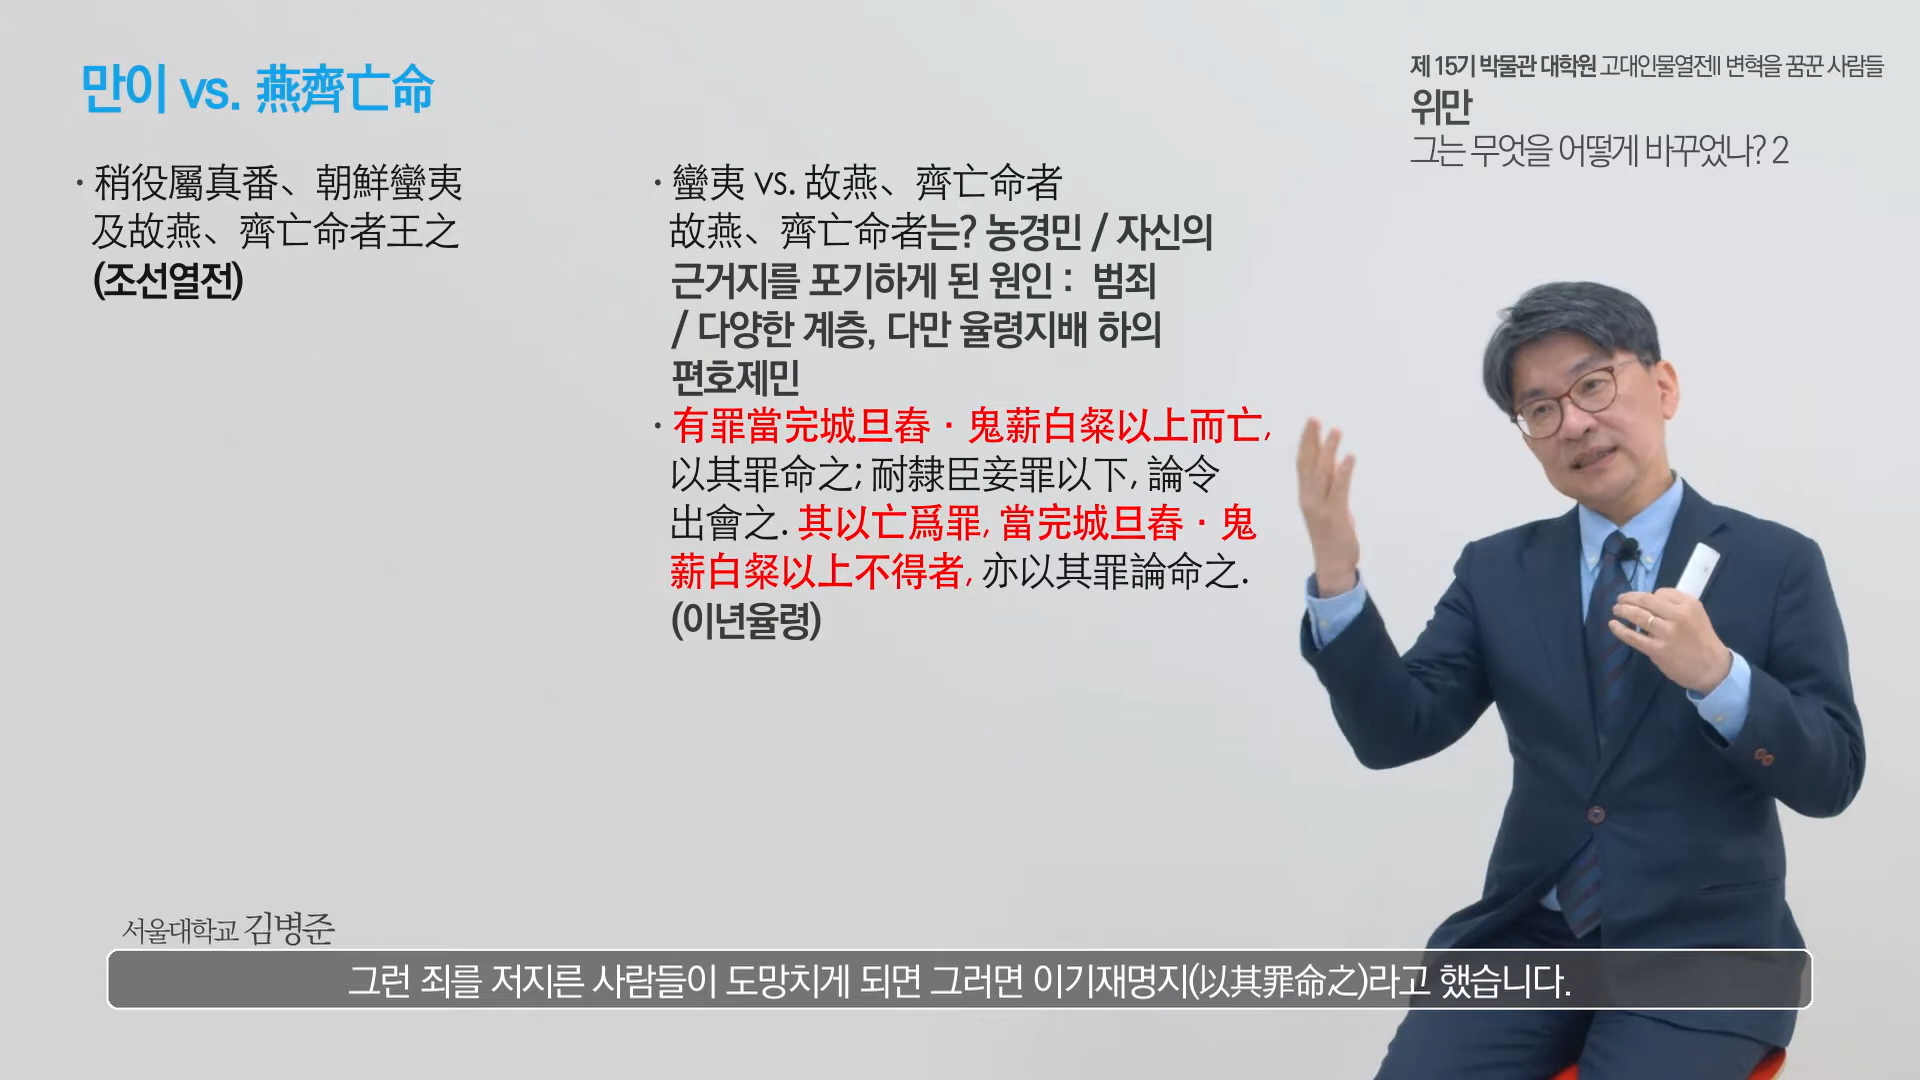 만이 vs. 燕齊亡命
제 15기 박물관 대학원 고대인물열전II 변혁을 꿈꾼 사람들
위만
그는 무엇을 어떻게 바꾸었나? 2
· 稍役屬真番、朝鮮蠻夷
及故燕、齊亡命者王之
(조선열전)
· 蠻夷 vs. 故燕、齊亡命者
故燕、齊亡命者는? 농경민 / 자신의
근거지를 포기하게 된 원인 : 범죄
/ 다양한 계층, 다만 율령지배 하의
편호제민
· 有罪當完城旦舂 · 鬼薪白粲以上而亡,
以其罪命之; 耐隸臣妾罪以下, 論令
出會之. 其以亡爲罪, 當完城旦舂 · 鬼
薪白粲以上不得者, 亦以其罪論命之.
(이년율령)
서울대학교 김병준
그런 죄를 저지른 사람들이 도망치게 되면 그러면 이기재명지(以其罪命之)라고 했습니다.